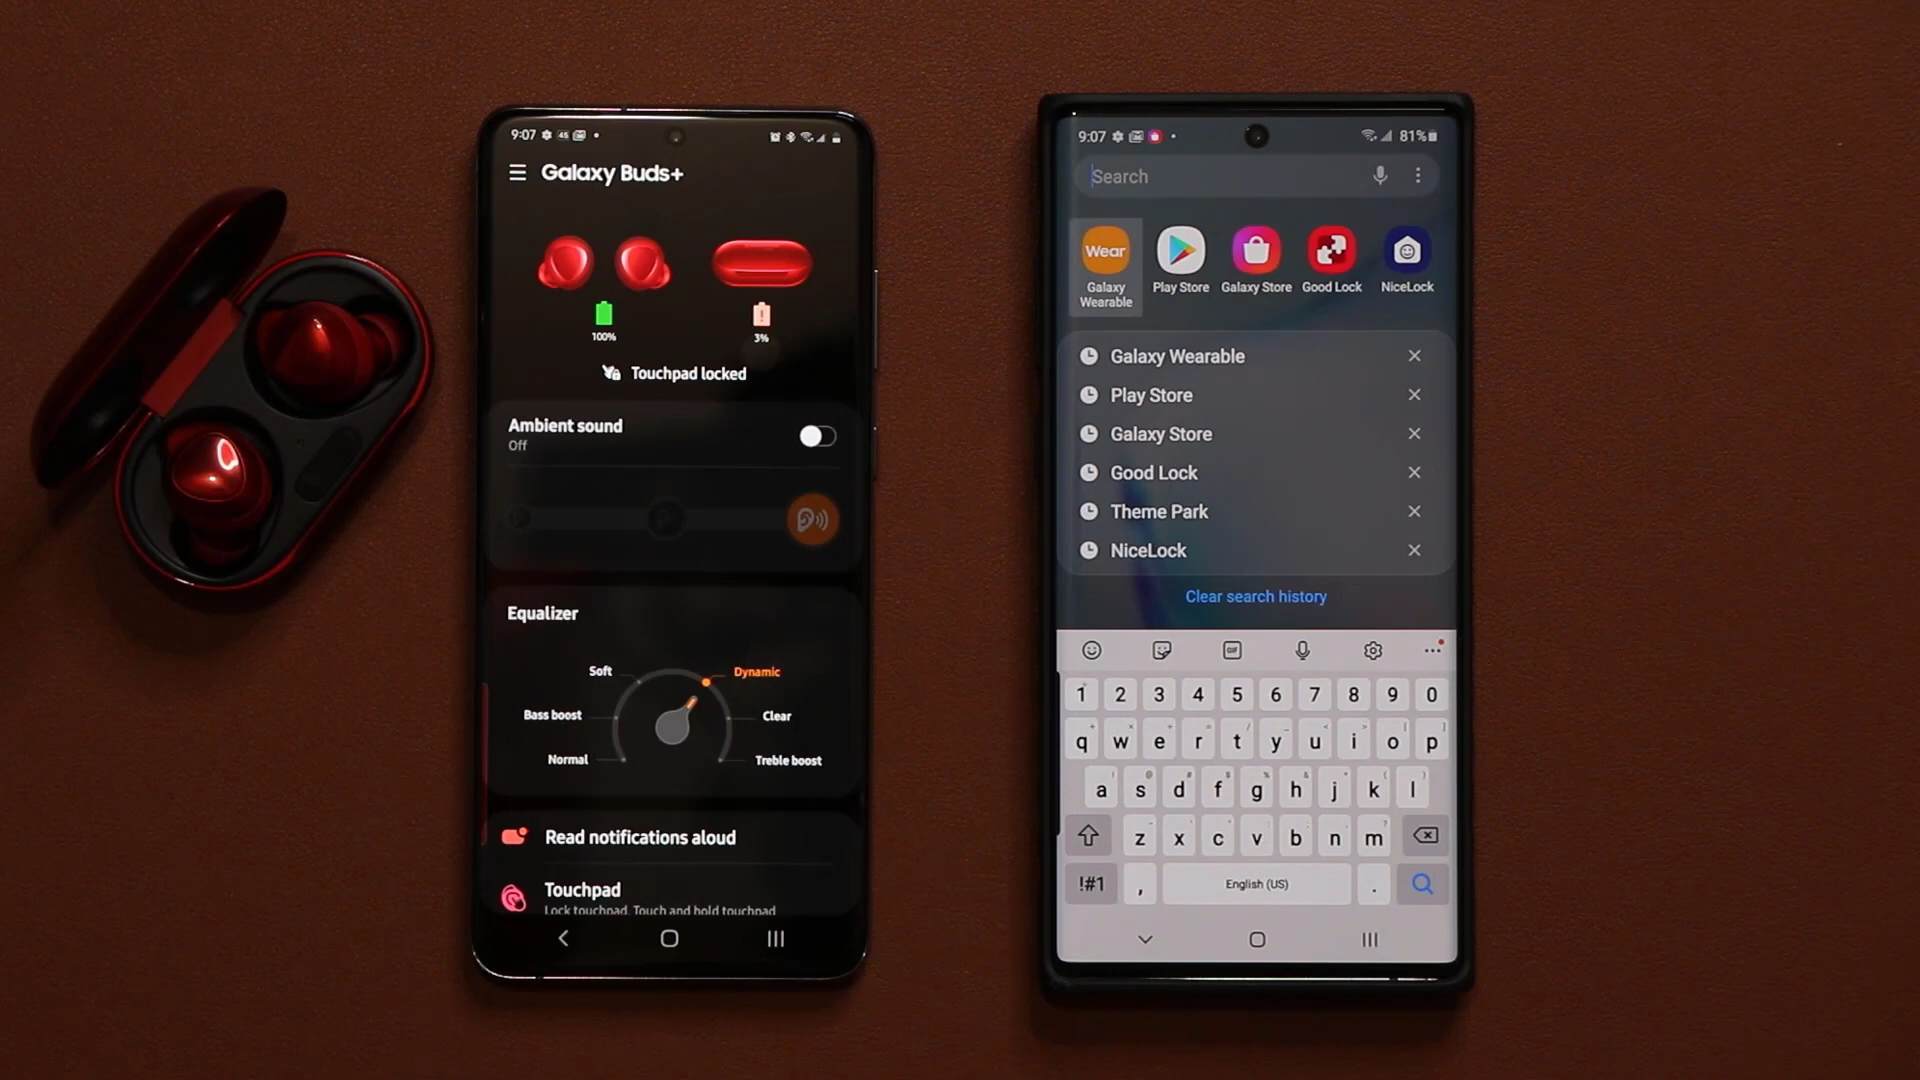 9:07
45
Galaxy Buds+
100%
3%
Touchpad locked
Ambient sound
Off
Equalizer
Soft
Dynamic
Bass boost
Clear
Normal
Treble boost
Read notifications aloud
Touchpad
Lock touchpad, Touch and hold touchpad
9:07
81%
Search
Wear
Galaxy Wearable
Play Store
Galaxy Store
Good Lock
NiceLock
Galaxy Wearable
Play Store
Galaxy Store
Good Lock
Theme Park
NiceLock
Clear search history
GIF
1 2 3 4 5 6 7 8 9 0
q w e r t y u i o p
a s d f g h j k l
z x c v b n m
!#1 , English (US) .